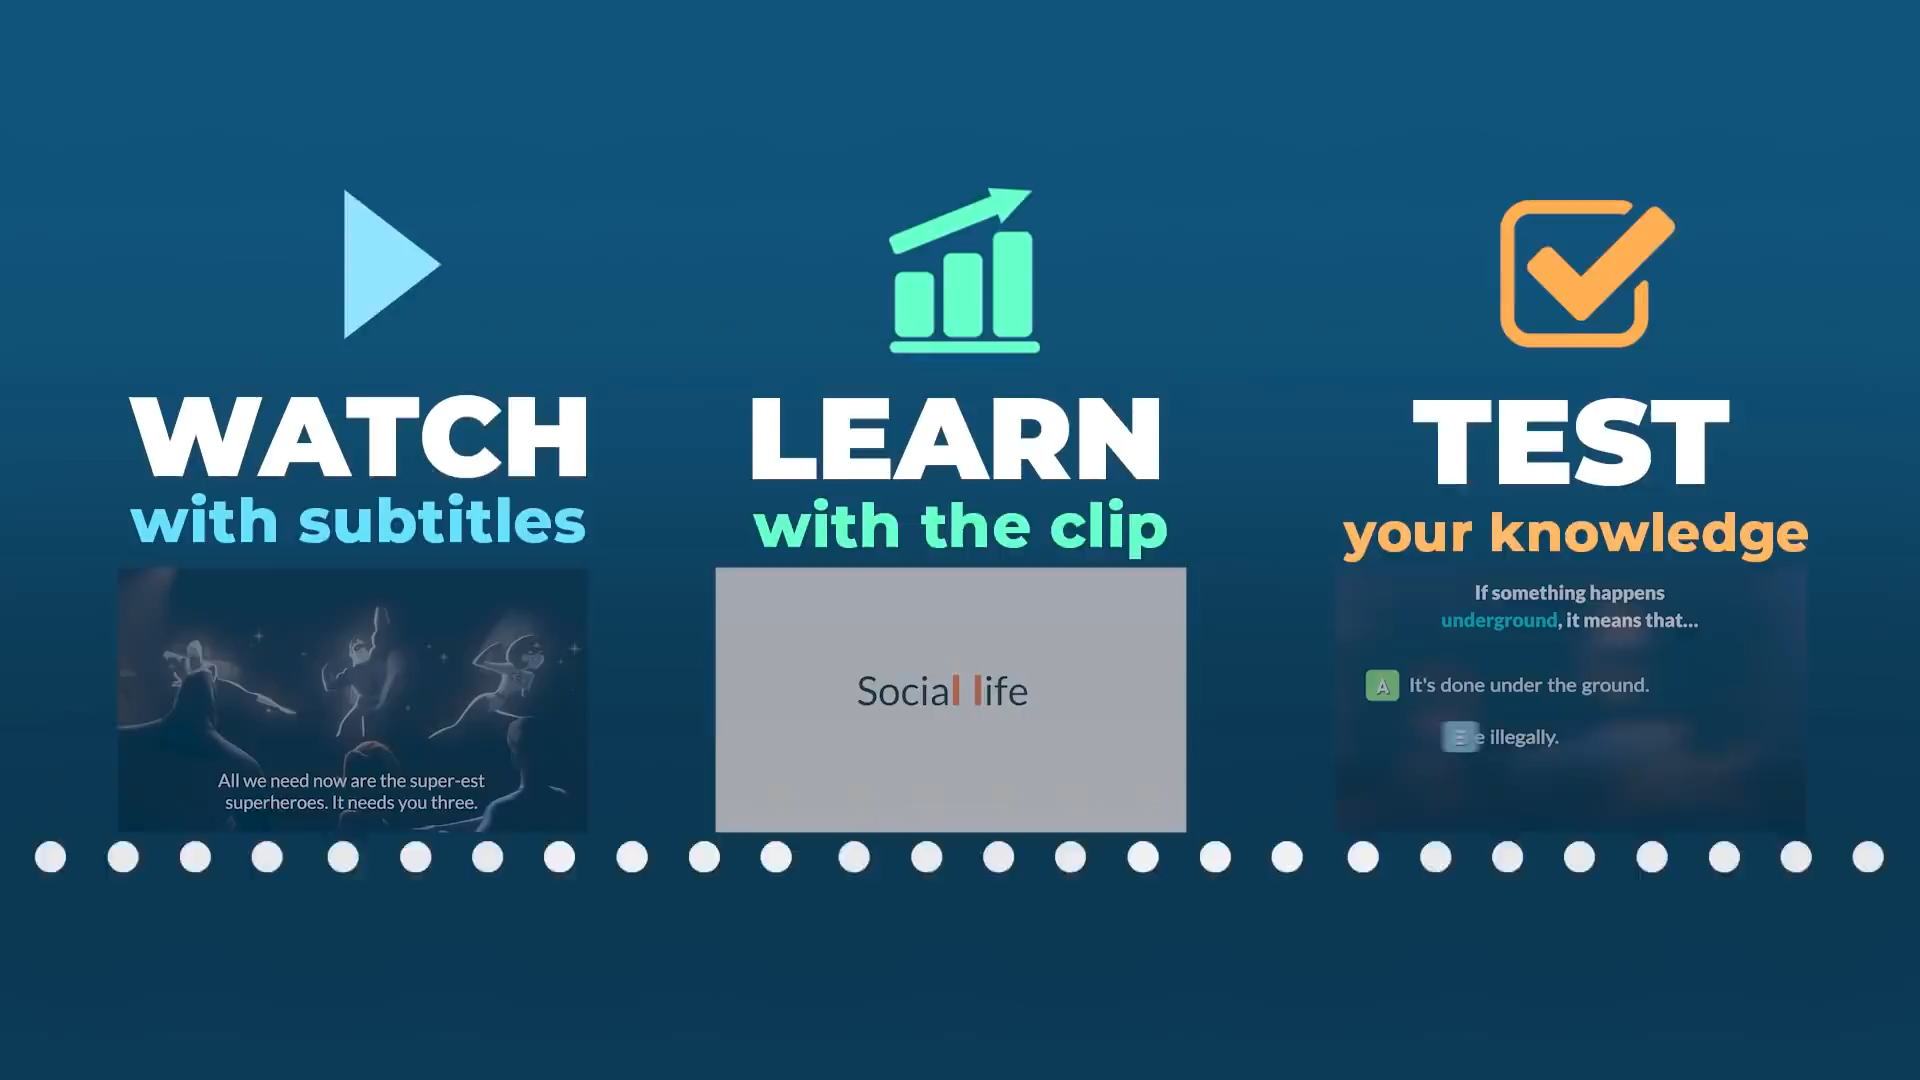 WATCH
with subtitles
All we need now are the super-est
superheroes. It needs you three.
LEARN
with the clip
Social life
TEST
your knowledge
If something happens
underground, it means that...
A It's done under the ground.
illegally.